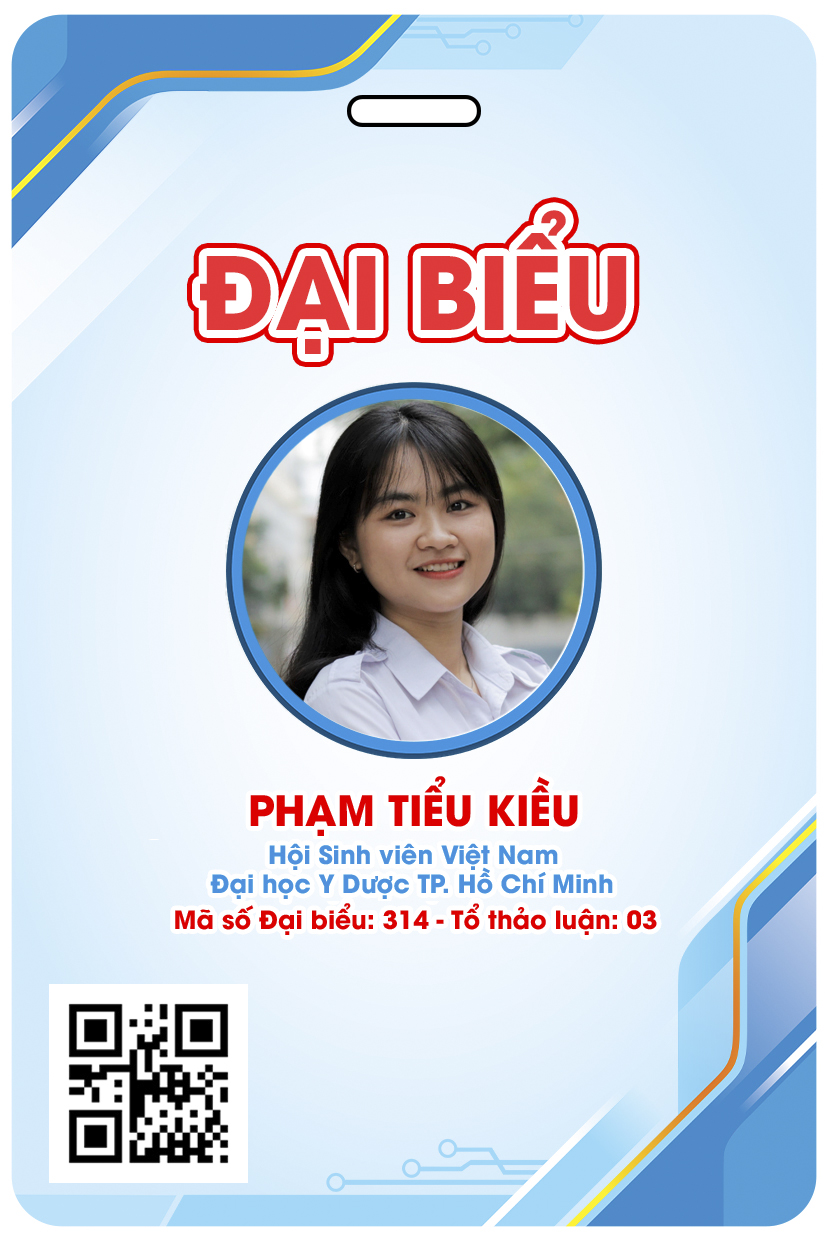 ĐẠI BIỂU
PHẠM TIỂU KIỀU
Hội Sinh viên Việt Nam
Đại học Y Dược TP. Hồ Chí Minh
Mã số Đại biểu: 314 - Tổ thảo luận: 03